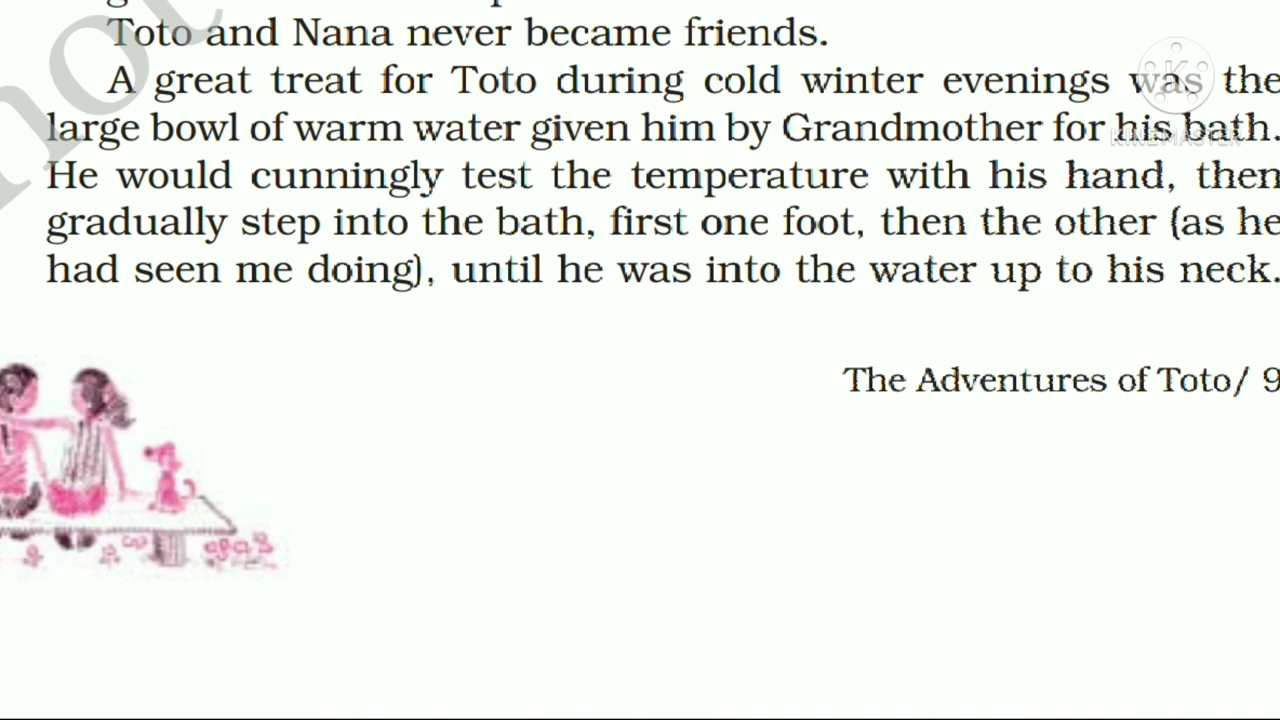 Toto and Nana never became friends.
A great treat for Toto during cold winter evenings was the
large bowl of warm water given him by Grandmother for his bath.
He would cunningly test the temperature with his hand, then
gradually step into the bath, first one foot, then the other (as he
had seen me doing), until he was into the water up to his neck.
The Adventures of Toto/ 9
KINEMASTER
not